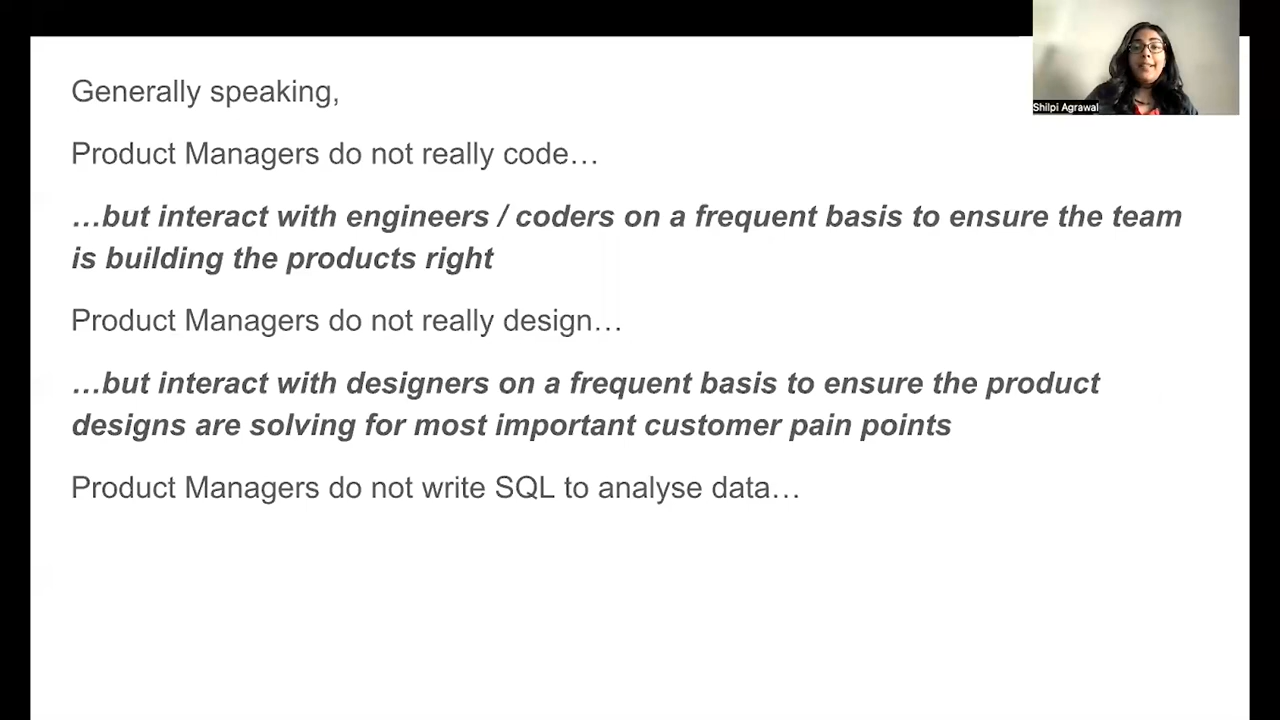 Shilpi Agrawal
Generally speaking,
Product Managers do not really code…
…but interact with engineers / coders on a frequent basis to ensure the team
is building the products right
Product Managers do not really design…
…but interact with designers on a frequent basis to ensure the product
designs are solving for most important customer pain points
Product Managers do not write SQL to analyse data…